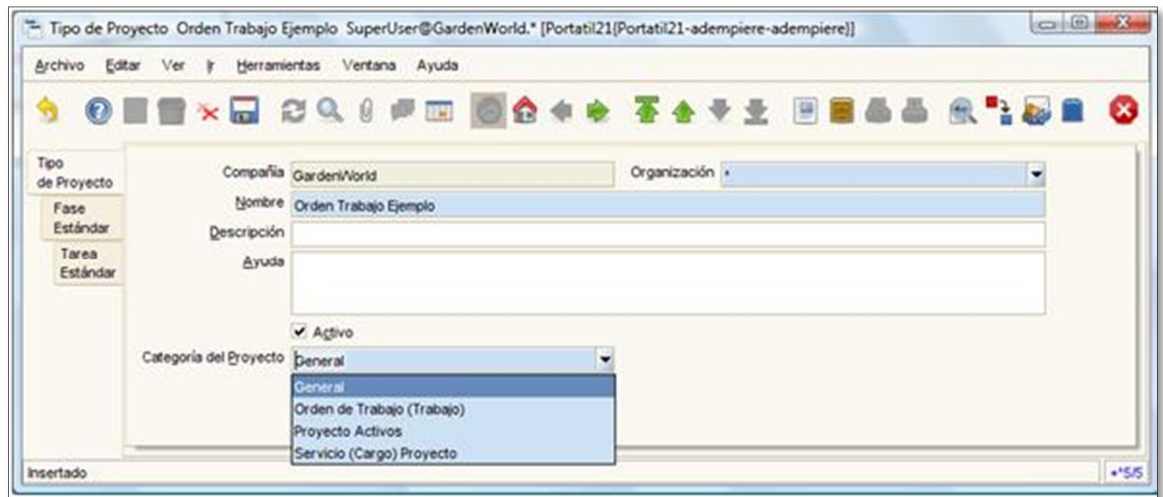 Tipo de Proyecto Orden Trabajo Ejemplo SuperUser@GardenWorld.* [Portatil21{Portatil21-adempiere-adempiere}]
Archivo Editar Ver Ir Herramientas Ventana Ayuda
Tipo de Proyecto
Fase Estándar
Tarea Estándar
Compañía GardenWorld Organización *
Nombre Orden Trabajo Ejemplo
Descripción
Ayuda
Activo
Categoría del Proyecto General
General
Orden de Trabajo (Trabajo)
Proyecto Activos
Servicio (Cargo) Proyecto
Insertado +*5/5